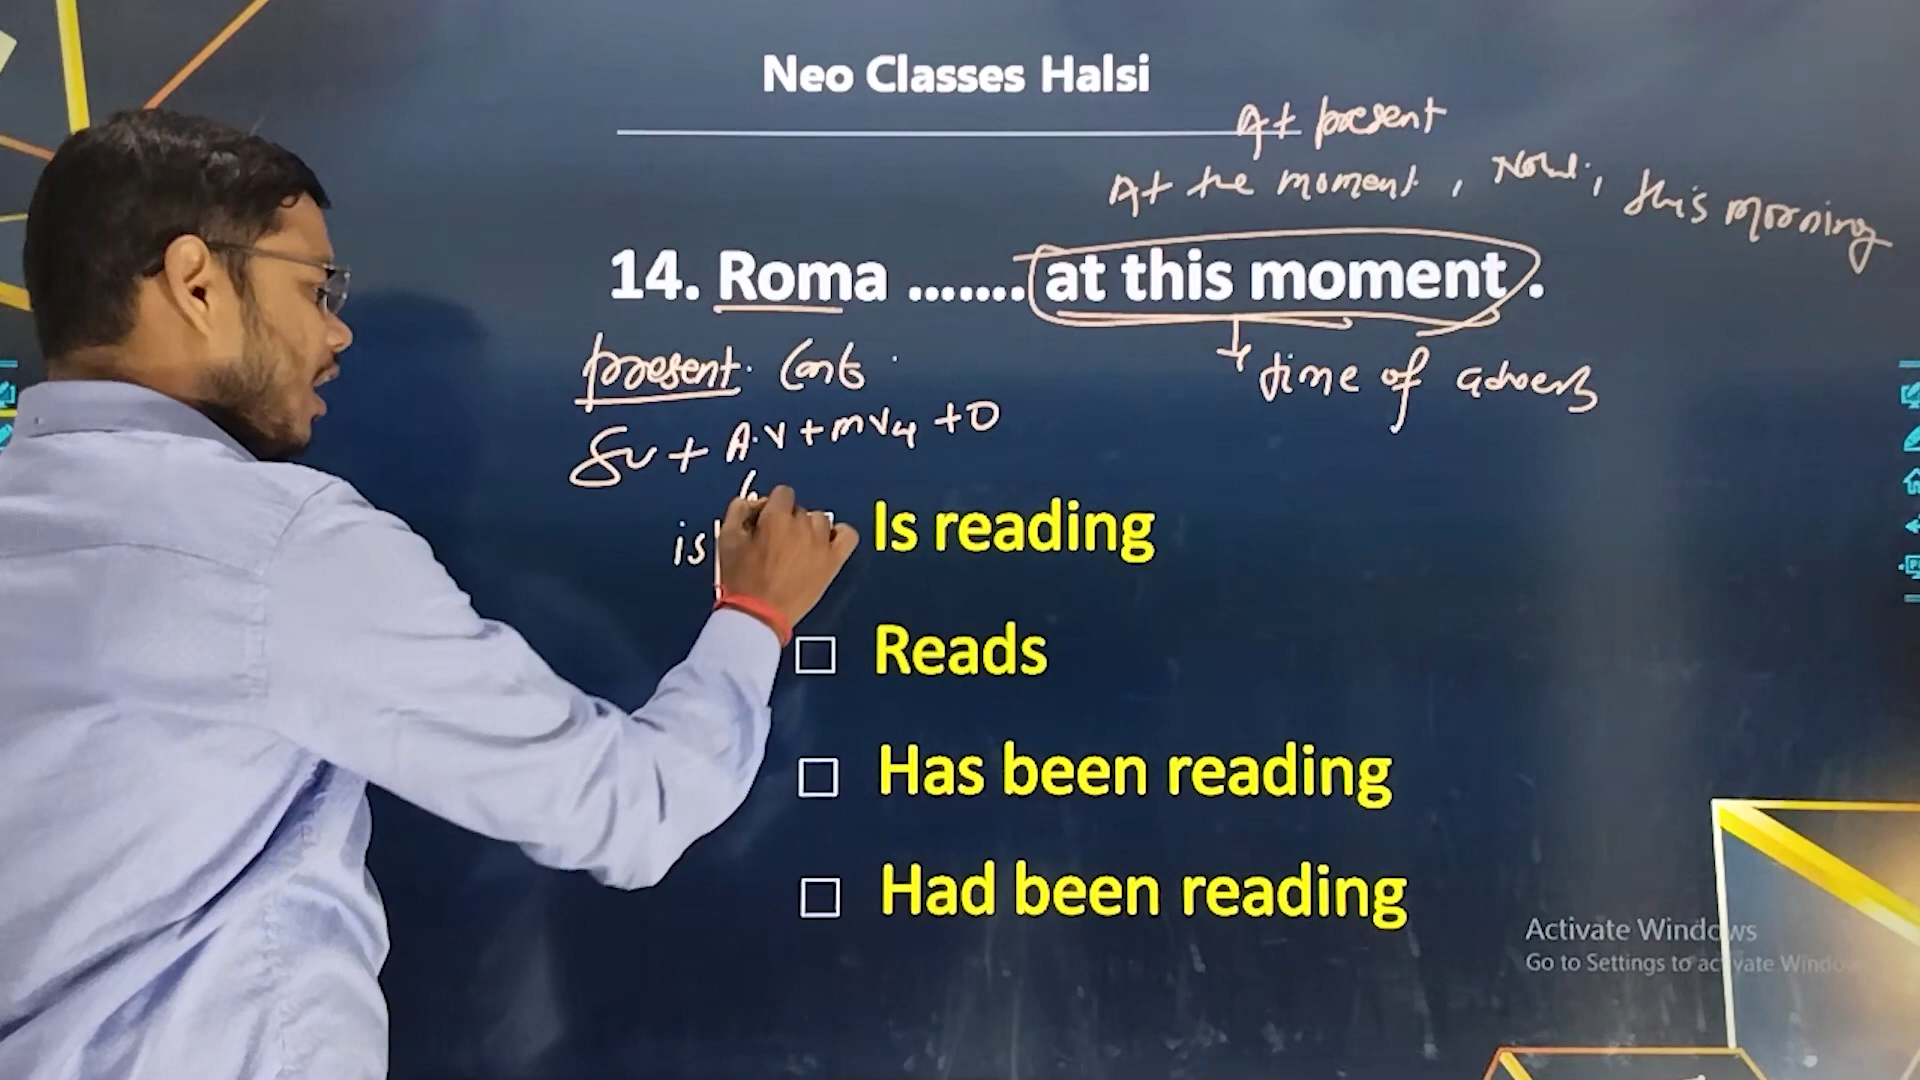 Neo Classes Halsi
At present
At the moment, Now, this morning
14. Roma ....... at this moment.
present. Cont.
time of adverb
+ A.V + mV4 + O
is
Is reading
Reads
Has been reading
Had been reading
Activate Windows
Go to Settings to activate Windows